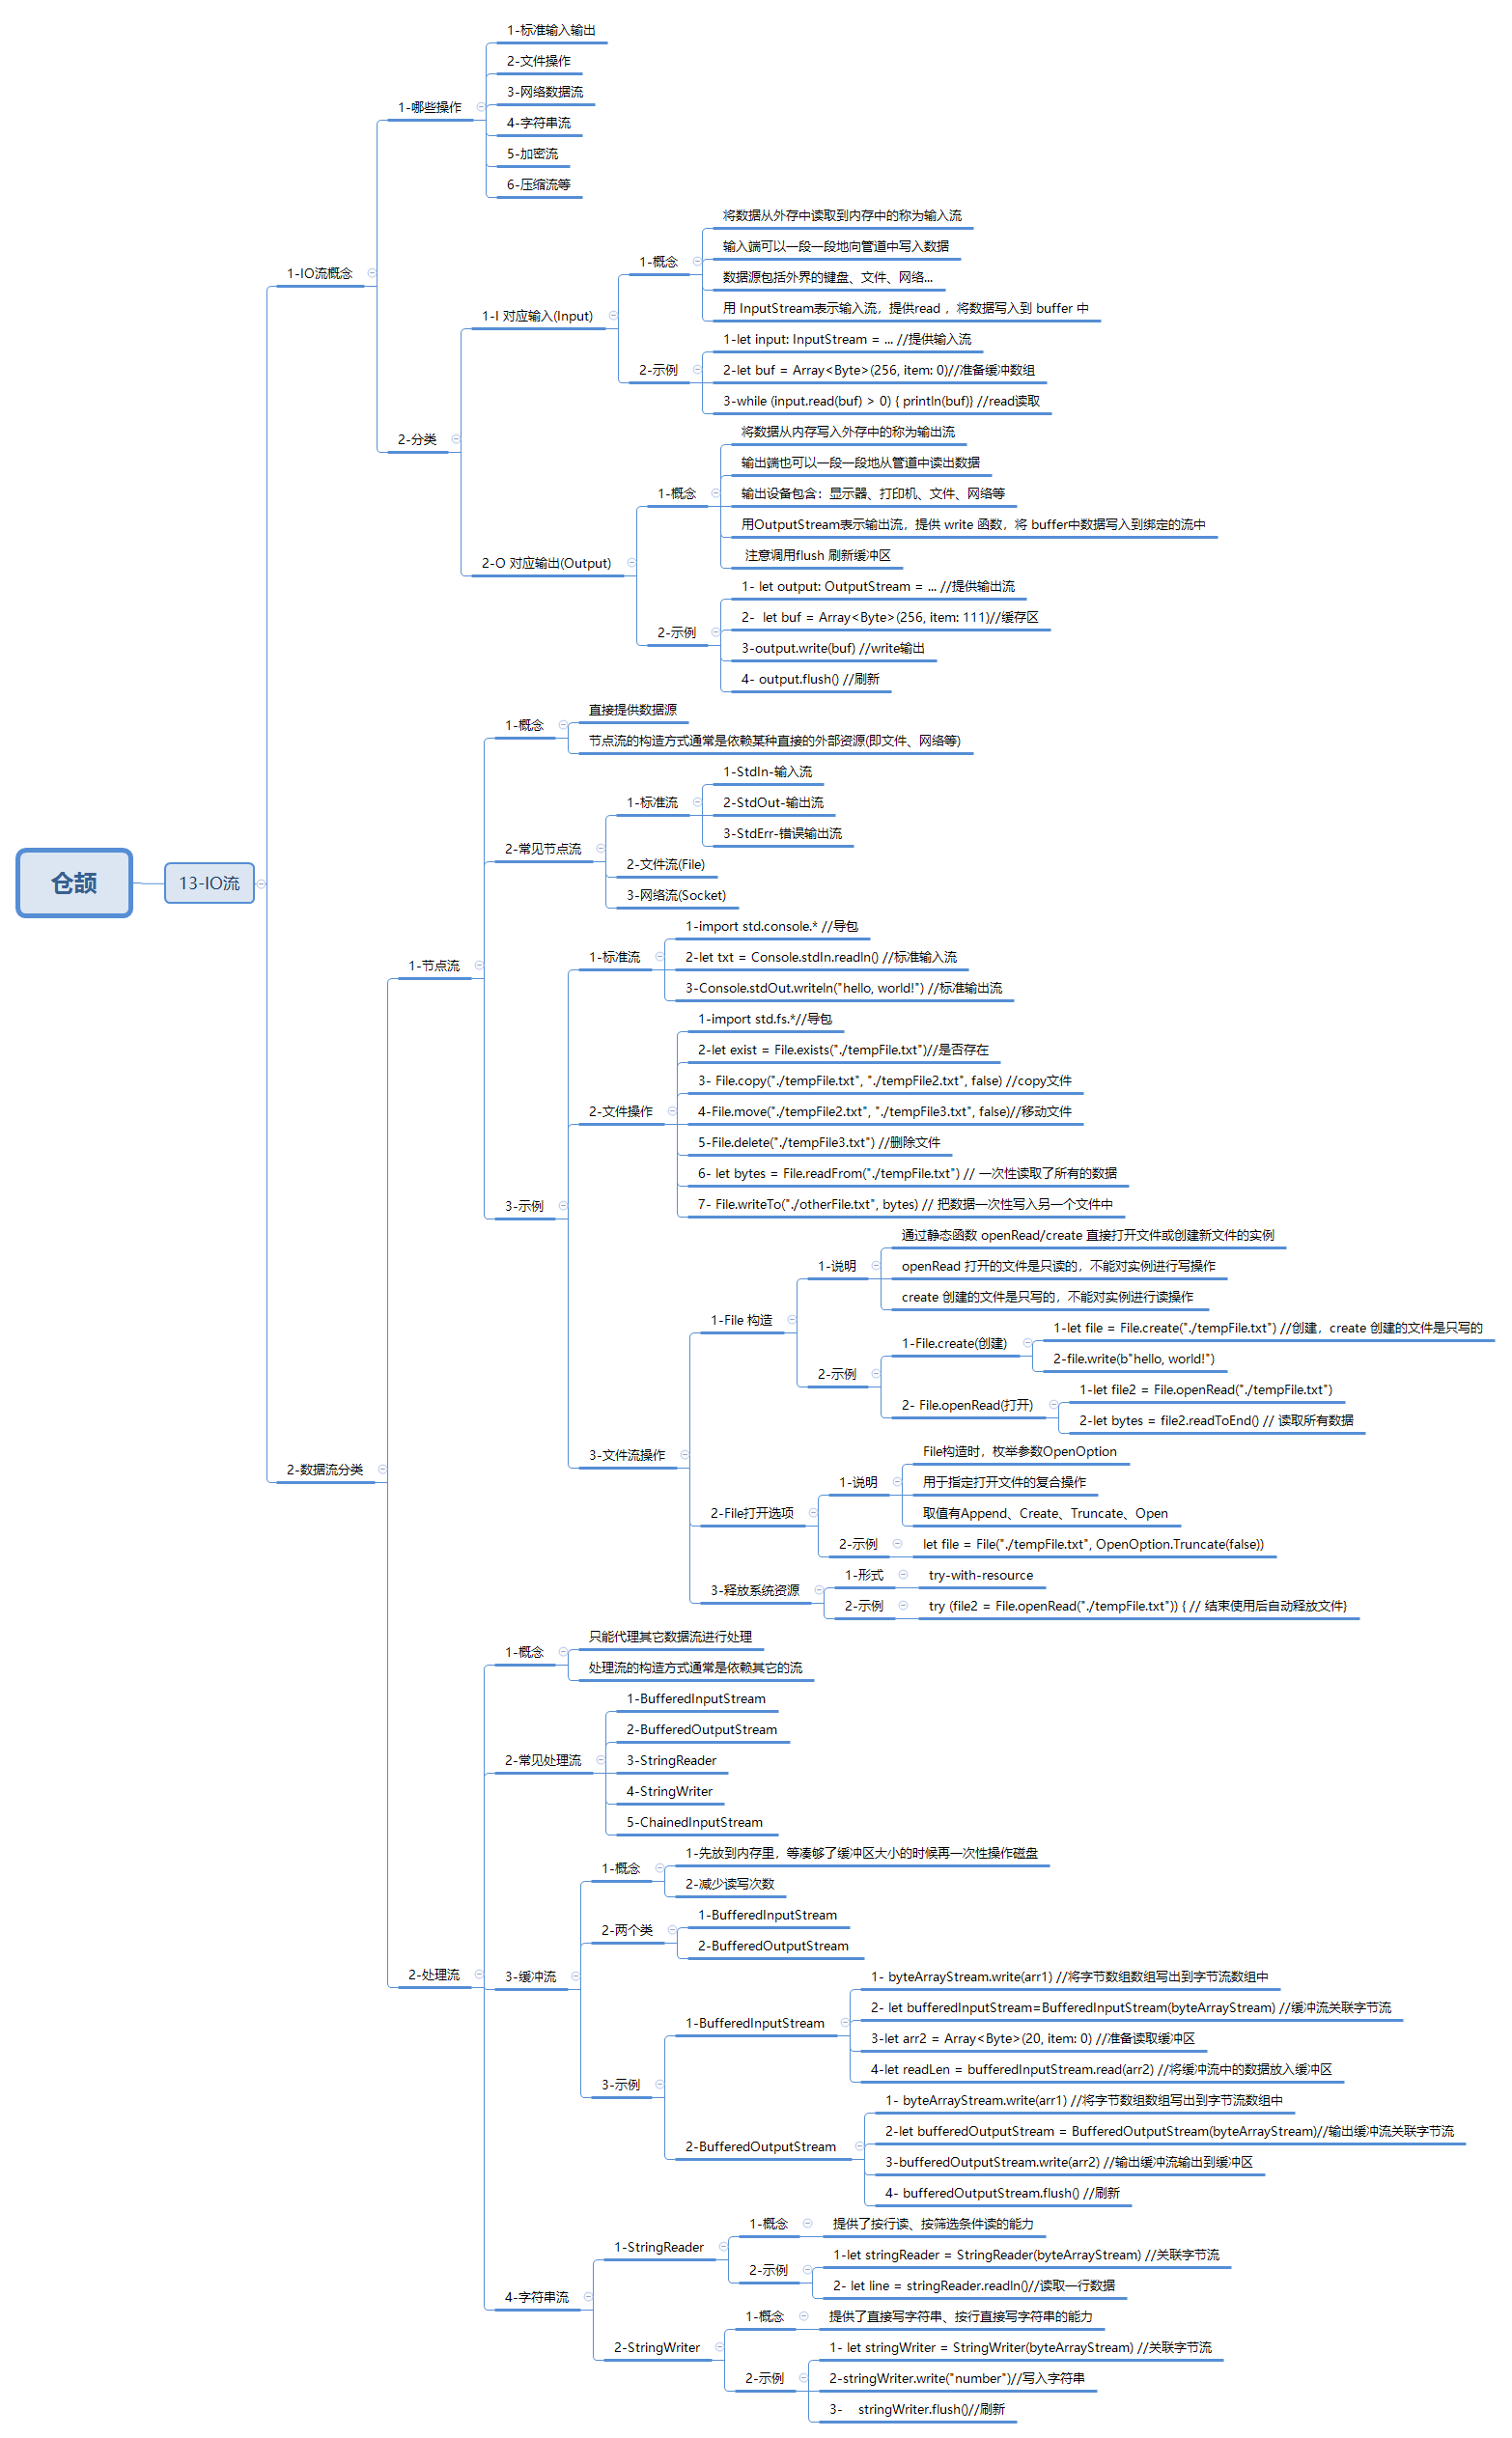 仓颉
13-IO流
1-IO流概念
1-哪些操作
1-标准输入输出
2-文件操作
3-网络数据流
4-字符串流
5-加密流
6-压缩流等
2-分类
1-I 对应输入(Input)
1-概念
将数据从外存中读取到内存中的称为输入流
输入端可以一段一段地向管道中写入数据
数据源包括外界的键盘、文件、网络...
用 InputStream表示输入流，提供read ，将数据写入到 buffer 中
2-示例
1-let input: InputStream = ... //提供输入流
2-let buf = Array<Byte>(256, item: 0)//准备缓冲数组
3-while (input.read(buf) > 0) { println(buf)} //read读取
2-O 对应输出(Output)
1-概念
将数据从内存写入外存中的称为输出流
输出端也可以一段一段地从管道中读出数据
输出设备包含：显示器、打印机、文件、网络等
用OutputStream表示输出流，提供 write 函数，将 buffer中数据写入到绑定的流中
注意调用flush 刷新缓冲区
2-示例
1- let output: OutputStream = ... //提供输出流
2-  let buf = Array<Byte>(256, item: 111)//缓存区
3-output.write(buf) //write输出
4- output.flush() //刷新
2-数据流分类
1-节点流
1-概念
直接提供数据源
节点流的构造方式通常是依赖某种直接的外部资源(即文件、网络等)
2-常见节点流
1-标准流
1-StdIn-输入流
2-StdOut-输出流
3-StdErr-错误输出流
2-文件流(File)
3-网络流(Socket)
3-示例
1-标准流
1-import std.console.* //导包
2-let txt = Console.stdIn.readln() //标准输入流
3-Console.stdOut.writeln("hello, world!") //标准输出流
2-文件操作
1-import std.fs.*//导包
2-let exist = File.exists("./tempFile.txt")//是否存在
3- File.copy("./tempFile.txt", "./tempFile2.txt", false) //copy文件
4-File.move("./tempFile2.txt", "./tempFile3.txt", false)//移动文件
5-File.delete("./tempFile3.txt") //删除文件
6- let bytes = File.readFrom("./tempFile.txt") // 一次性读取了所有的数据
7- File.writeTo("./otherFile.txt", bytes) // 把数据一次性写入另一个文件中
3-文件流操作
1-File 构造
1-说明
通过静态函数 openRead/create 直接打开文件或创建新文件的实例
openRead 打开的文件是只读的，不能对实例进行写操作
create 创建的文件是只写的，不能对实例进行读操作
2-示例
1-File.create(创建)
1-let file = File.create("./tempFile.txt") //创建，create 创建的文件是只写的
2-file.write(b"hello, world!")
2- File.openRead(打开)
1-let file2 = File.openRead("./tempFile.txt")
2-let bytes = file2.readToEnd() // 读取所有数据
2-File打开选项
1-说明
File构造时，枚举参数OpenOption
用于指定打开文件的复合操作
取值有Append、Create、Truncate、Open
2-示例
let file = File("./tempFile.txt", OpenOption.Truncate(false))
3-释放系统资源
1-形式
try-with-resource
2-示例
try (file2 = File.openRead("./tempFile.txt")) { // 结束使用后自动释放文件}
2-处理流
1-概念
只能代理其它数据流进行处理
处理流的构造方式通常是依赖其它的流
2-常见处理流
1-BufferedInputStream
2-BufferedOutputStream
3-StringReader
4-StringWriter
5-ChainedInputStream
3-缓冲流
1-概念
1-先放到内存里，等凑够了缓冲区大小的时候再一次性操作磁盘
2-减少读写次数
2-两个类
1-BufferedInputStream
2-BufferedOutputStream
3-示例
1-BufferedInputStream
1- byteArrayStream.write(arr1) //将字节数组数组写出到字节流数组中
2- let bufferedInputStream=BufferedInputStream(byteArrayStream) //缓冲流关联字节流
3-let arr2 = Array<Byte>(20, item: 0) //准备读取缓冲区
4-let readLen = bufferedInputStream.read(arr2) //将缓冲流中的数据放入缓冲区
2-BufferedOutputStream
1- byteArrayStream.write(arr1) //将字节数组数组写出到字节流数组中
2-let bufferedOutputStream = BufferedOutputStream(byteArrayStream)//输出缓冲流关联字节流
3-bufferedOutputStream.write(arr2) //输出缓冲流输出到缓冲区
4- bufferedOutputStream.flush() //刷新
4-字符串流
1-StringReader
1-概念
提供了按行读、按筛选条件读的能力
2-示例
1-let stringReader = StringReader(byteArrayStream) //关联字节流
2- let line = stringReader.readln()//读取一行数据
2-StringWriter
1-概念
提供了直接写字符串、按行直接写字符串的能力
2-示例
1- let stringWriter = StringWriter(byteArrayStream) //关联字节流
2-stringWriter.write("number")//写入字符串
3-    stringWriter.flush()//刷新